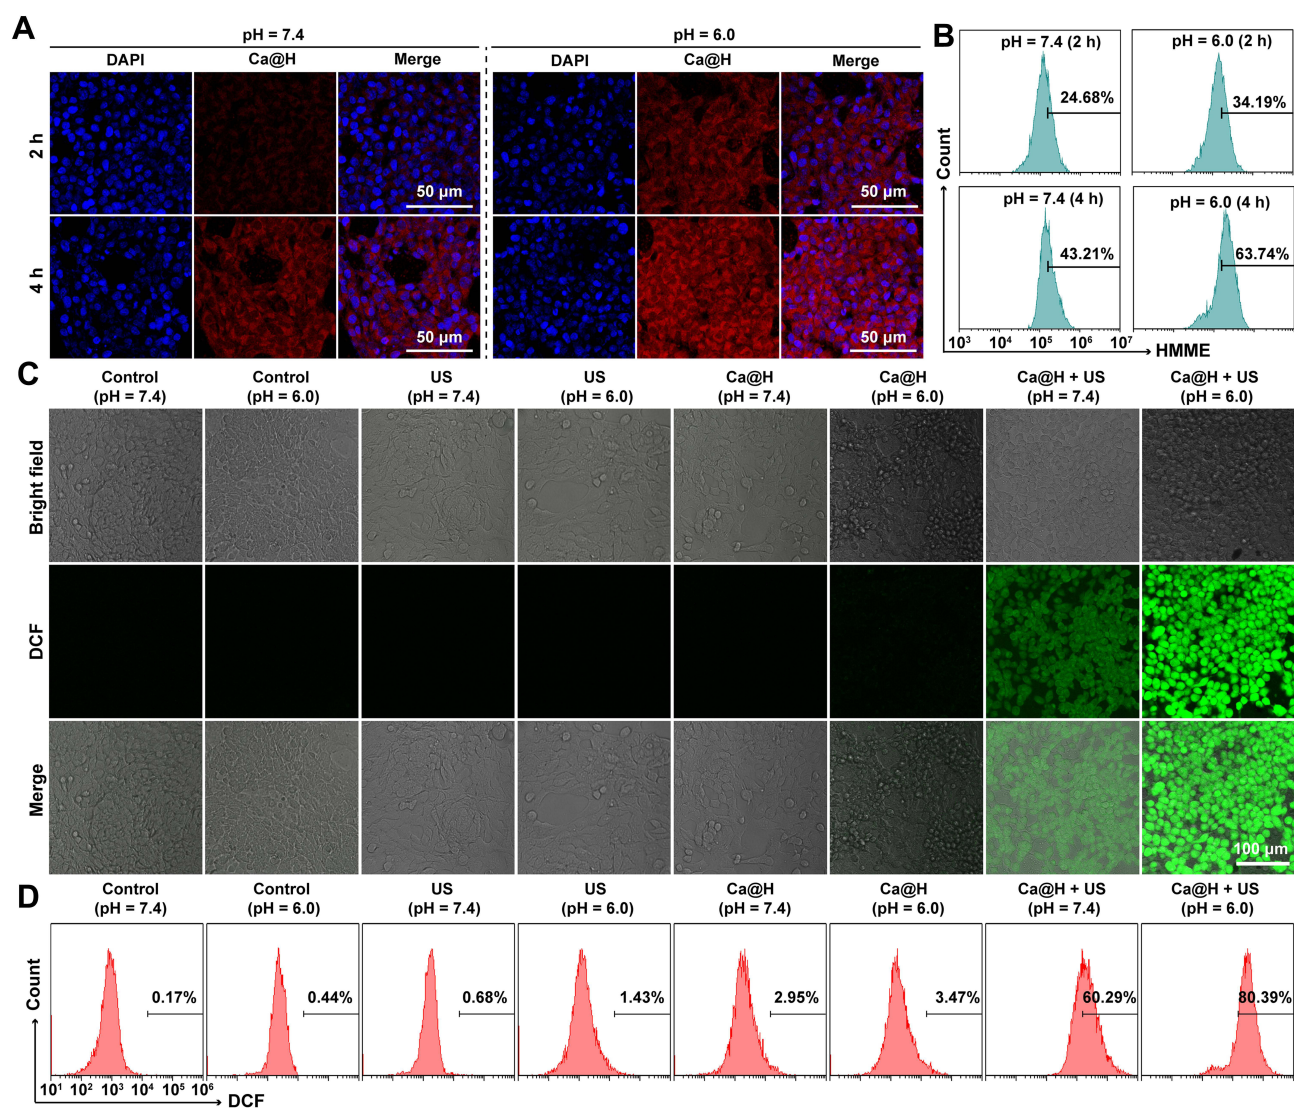 A
pH = 7.4
pH = 6.0
DAPI
Ca@H
Merge
DAPI
Ca@H
Merge
2 h
50 µm
50 µm
4 h
50 µm
50 µm
B
pH = 7.4 (2 h)
24.68%
pH = 6.0 (2 h)
34.19%
pH = 7.4 (4 h)
43.21%
pH = 6.0 (4 h)
63.74%
Count
10³ 10⁴ 10⁵ 10⁶ 10⁷
HMME
C
Control
(pH = 7.4)
Control
(pH = 6.0)
US
(pH = 7.4)
US
(pH = 6.0)
Ca@H
(pH = 7.4)
Ca@H
(pH = 6.0)
Ca@H + US
(pH = 7.4)
Ca@H + US
(pH = 6.0)
Bright field
DCF
Merge
100 µm
D
Control
(pH = 7.4)
Control
(pH = 6.0)
US
(pH = 7.4)
US
(pH = 6.0)
Ca@H
(pH = 7.4)
Ca@H
(pH = 6.0)
Ca@H + US
(pH = 7.4)
Ca@H + US
(pH = 6.0)
Count
0.17%
0.44%
0.68%
1.43%
2.95%
3.47%
60.29%
80.39%
10¹ 10² 10³ 10⁴ 10⁵ 10⁶
DCF